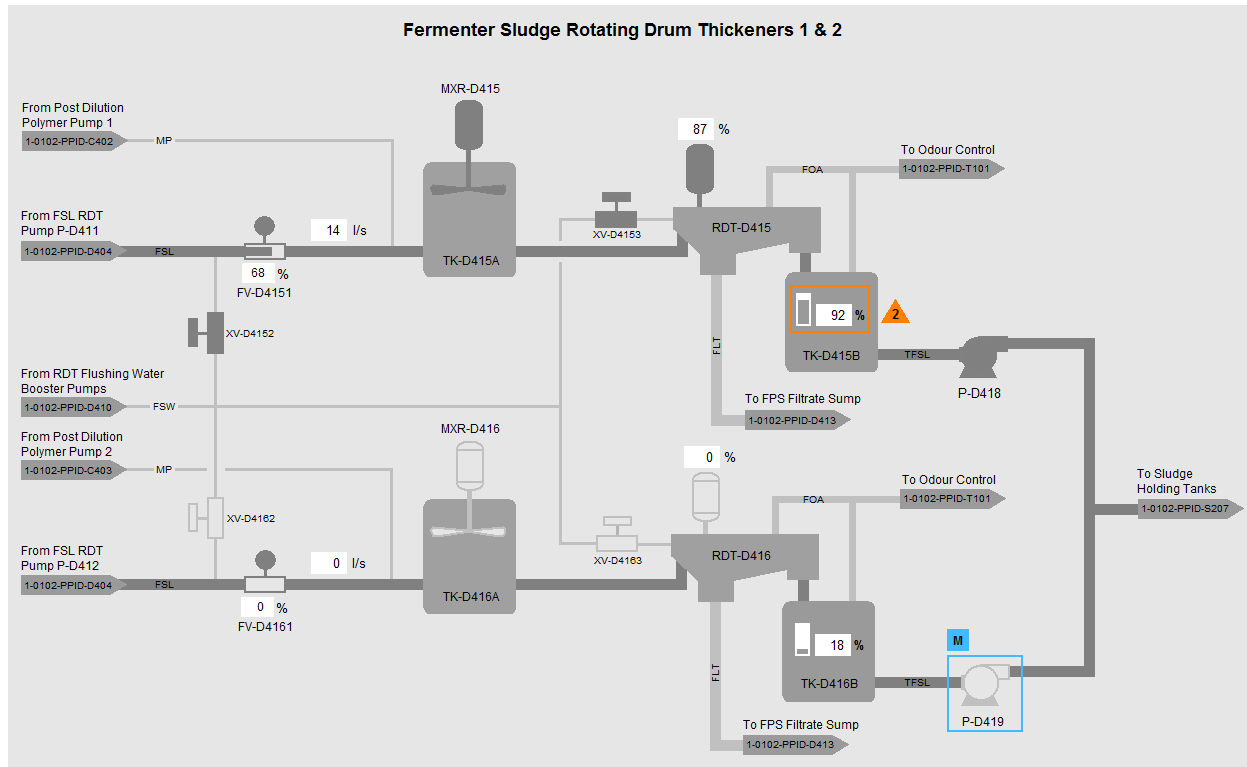 Fermenter Sludge Rotating Drum Thickeners 1 & 2
MXR-D415
From Post Dilution
Polymer Pump 1
1-0102-PPID-C402
MP
87 %
To Odour Control
1-0102-PPID-T101
FOA
From FSL RDT
Pump P-D411
1-0102-PPID-D404
FSL
14 l/s
68 %
FV-D4151
TK-D415A
XV-D4153
RDT-D415
XV-D4152
92 %
2
TK-D415B
FLT
TFSL
P-D418
From RDT Flushing Water
Booster Pumps
1-0102-PPID-D410
FSW
To FPS Filtrate Sump
1-0102-PPID-D413
From Post Dilution
Polymer Pump 2
1-0102-PPID-C403
MP
MXR-D416
0 %
To Odour Control
1-0102-PPID-T101
FOA
To Sludge
Holding Tanks
1-0102-PPID-S207
XV-D4162
From FSL RDT
Pump P-D412
1-0102-PPID-D404
FSL
0 l/s
0 %
FV-D4161
TK-D416A
XV-D4163
RDT-D416
18 %
TK-D416B
FLT
TFSL
M
P-D419
To FPS Filtrate Sump
1-0102-PPID-D413